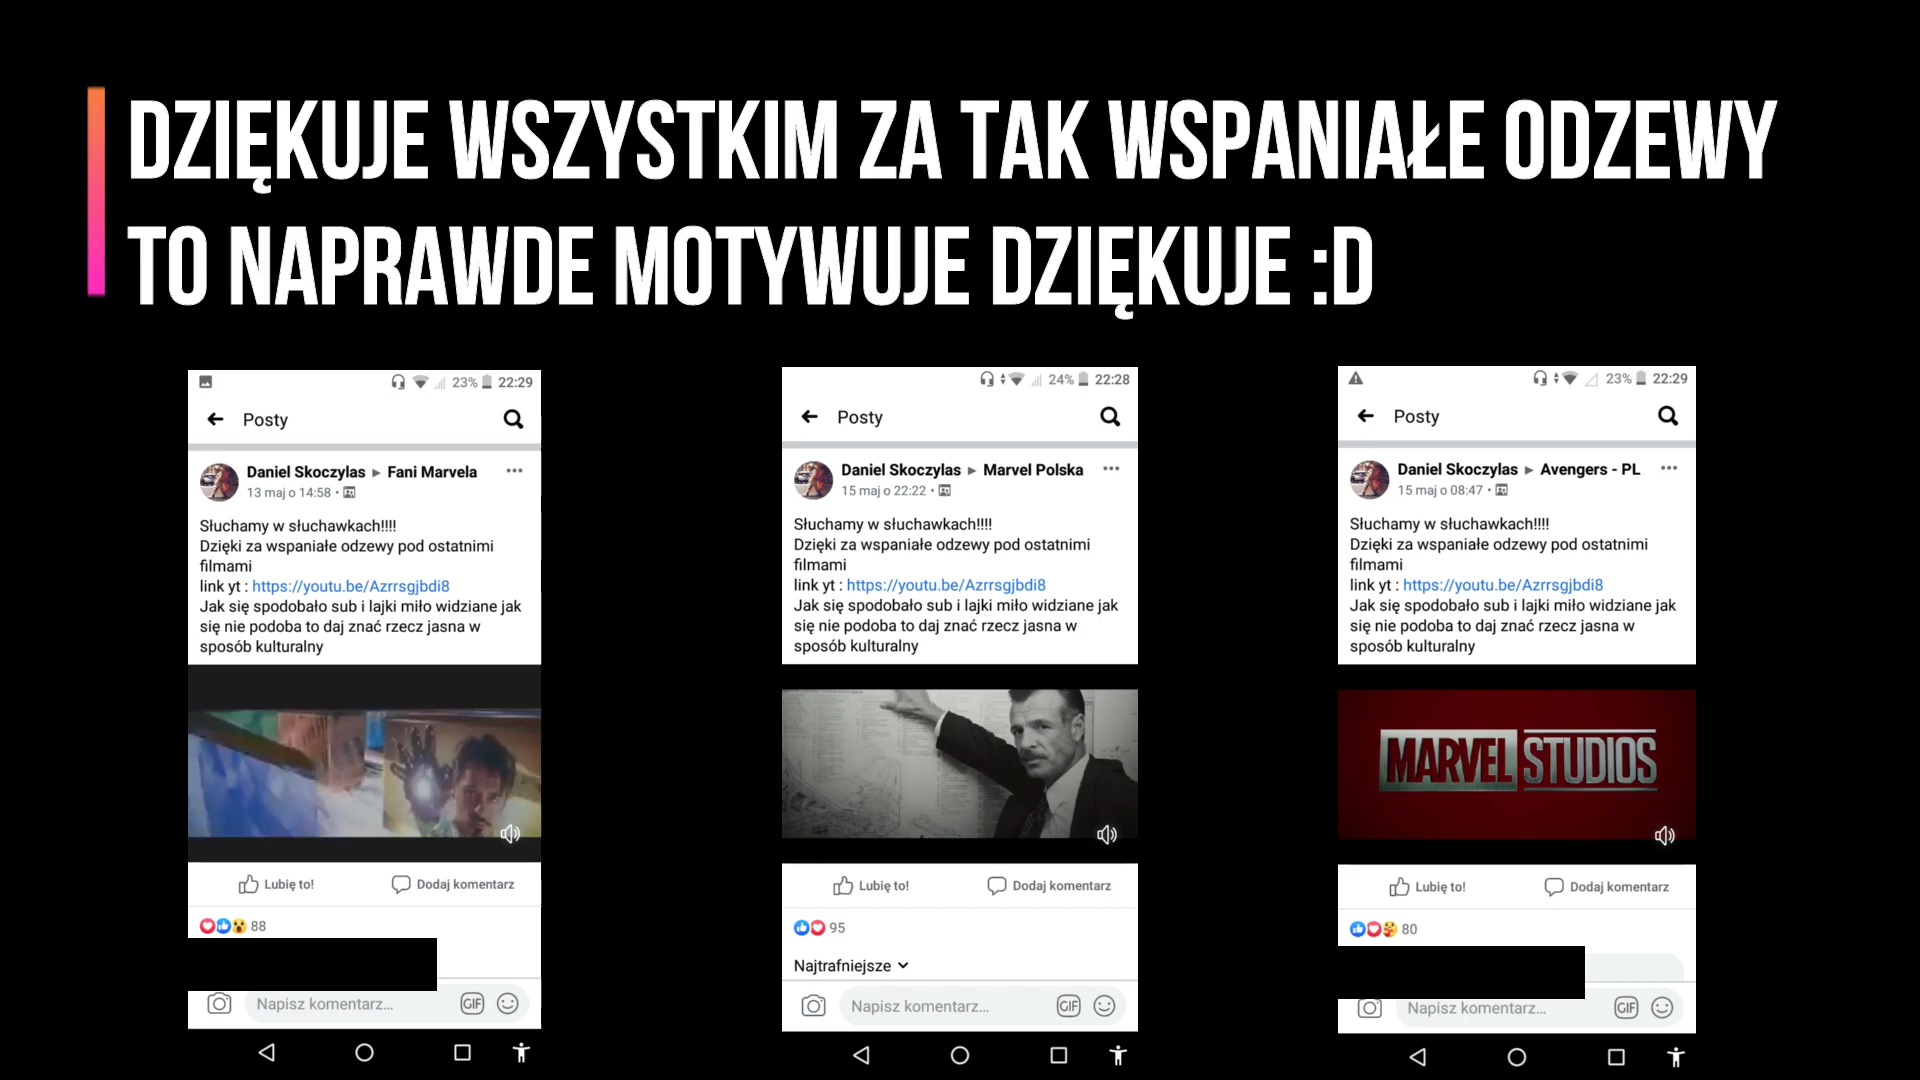 DZIĘKUJE WSZYSTKIM ZA TAK WSPANIAŁE ODZEWY
TO NAPRAWDE MOTYWUJE DZIĘKUJE :D
23% 22:29
Posty
Daniel Skoczylas ▸ Fani Marvela
13 maj o 14:58 •
Słuchamy w słuchawkach!!!!
Dzięki za wspaniałe odzewy pod ostatnimi
filmami
link yt : https://youtu.be/Azrrsgjbdi8
Jak się spodobało sub i lajki miło widziane jak
się nie podoba to daj znać rzecz jasna w
sposób kulturalny
Lubię to! Dodaj komentarz
88
Napisz komentarz... GIF
24% 22:28
Posty
Daniel Skoczylas ▸ Marvel Polska
15 maj o 22:22 •
Słuchamy w słuchawkach!!!!
Dzięki za wspaniałe odzewy pod ostatnimi
filmami
link yt : https://youtu.be/Azrrsgjbdi8
Jak się spodobało sub i lajki miło widziane jak
się nie podoba to daj znać rzecz jasna w
sposób kulturalny
Lubię to! Dodaj komentarz
95
Najtrafniejsze
Napisz komentarz... GIF
23% 22:29
Posty
Daniel Skoczylas ▸ Avengers - PL
15 maj o 08:47 •
Słuchamy w słuchawkach!!!!
Dzięki za wspaniałe odzewy pod ostatnimi
filmami
link yt : https://youtu.be/Azrrsgjbdi8
Jak się spodobało sub i lajki miło widziane jak
się nie podoba to daj znać rzecz jasna w
sposób kulturalny
MARVEL STUDIOS
Lubię to! Dodaj komentarz
80
Napisz komentarz... GIF